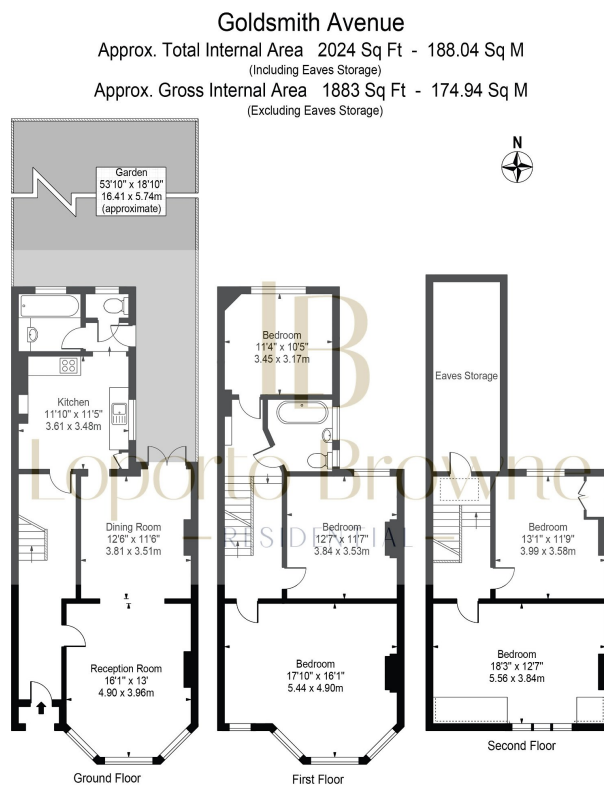 Goldsmith Avenue
Approx. Total Internal Area 2024 Sq Ft - 188.04 Sq M
(Including Eaves Storage)
Approx. Gross Internal Area 1883 Sq Ft - 174.94 Sq M
(Excluding Eaves Storage)
N
Garden
53'10" x 18'10"
16.41 x 5.74m
(approximate)
Kitchen
11'10" x 11'5"
3.61 x 3.48m
Dining Room
12'6" x 11'6"
3.81 x 3.51m
Reception Room
16'1" x 13'
4.90 x 3.96m
Ground Floor
Bedroom
11'4" x 10'5"
3.45 x 3.17m
Bedroom
12'7" x 11'7"
3.84 x 3.53m
Bedroom
17'10" x 16'1"
5.44 x 4.90m
First Floor
Eaves Storage
Bedroom
13'1" x 11'9"
3.99 x 3.58m
Bedroom
18'3" x 12'7"
5.56 x 3.84m
Second Floor
LB
Loporto Browne
RESIDENTIAL